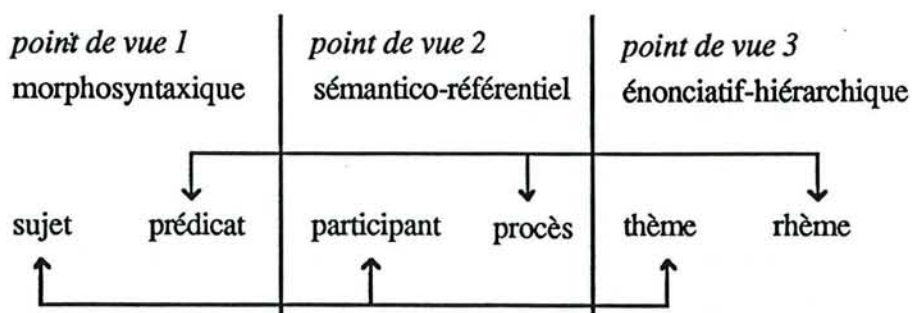 point de vue 1 point de vue 2 point de vue 3
morphosyntaxique sémantico-référentiel énonciatif-hiérarchique
sujet prédicat participant procès thème rhème